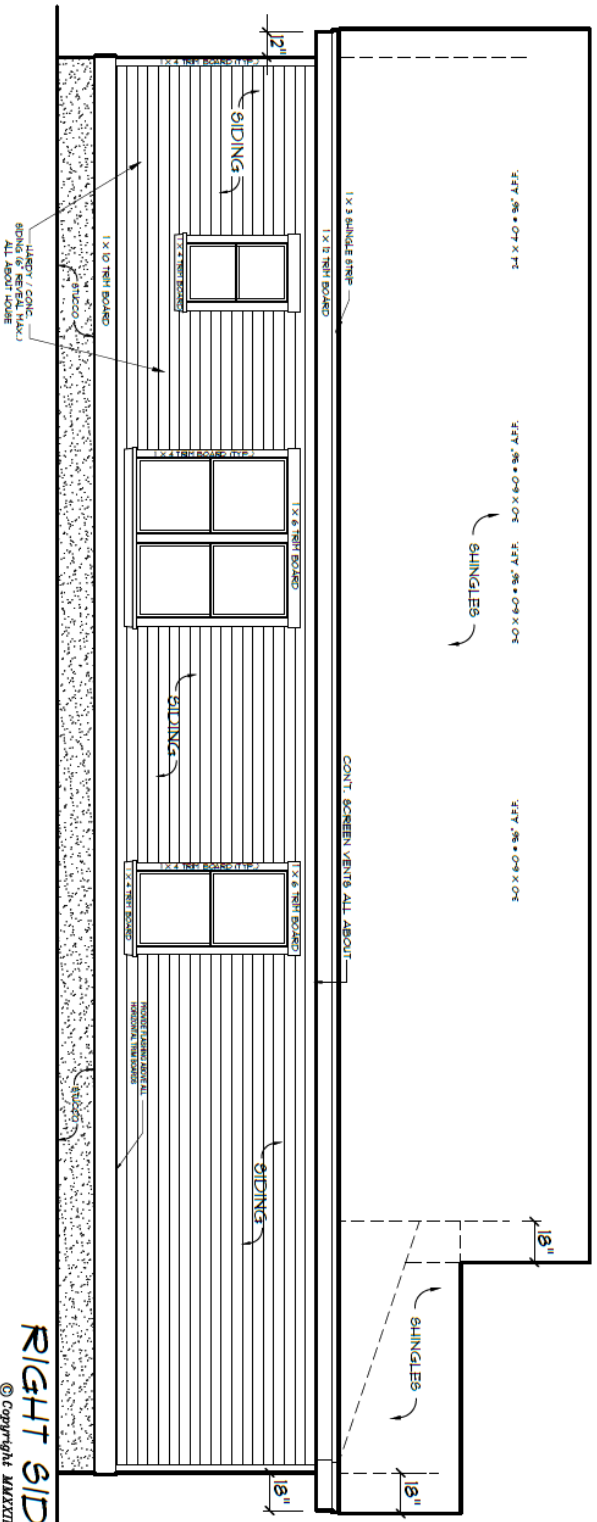 2-4 X 4-0 @ 96" A.F.F.
3-0 X 6-0 @ 96" A.F.F.
3-0 X 6-0 @ 96" A.F.F.
3-0 X 6-0 @ 96" A.F.F.
SHINGLES
18"
SHINGLES
12"
1 X 3 SHINGLE STRIP
1 X 12 TRIM BOARD
CON'T. SCREEN VENTS ALL ABOUT
18"
18"
1 X 4 TRIM BOARD (TYP.)
SIDING
1 X 4 TRIM BOARD
1 X 6 TRIM BOARD
1 X 4 TRIM BOARD (TYP.)
SIDING
1 X 6 TRIM BOARD
1 X 4 TRIM BOARD (TYP.)
1 X 4 TRIM BOARD
SIDING
1 X 10 TRIM BOARD
PROVIDE FLASHING ABOVE ALL
HORIZONTAL TRIM BOARDS
STUCCO
STUCCO
HARDY / CONC.
SIDING (6" REVEAL MAX.)
ALL ABOUT HOUSE
RIGHT SID
© Copyright MMXXI